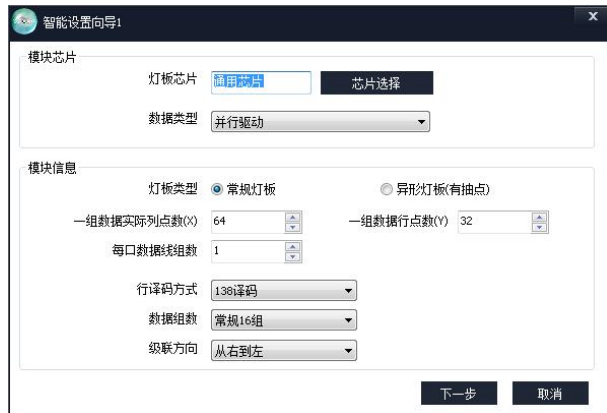 智能设置向导1
x
模块芯片
灯板芯片 通用芯片 芯片选择
数据类型 并行驱动
模块信息
灯板类型 常规灯板 异形灯板(有抽点)
一组数据实际列点数(X) 64 一组数据行点数(Y) 32
每口数据线组数 1
行译码方式 138译码
数据组数 常规16组
级联方向 从右到左
下一步 取消